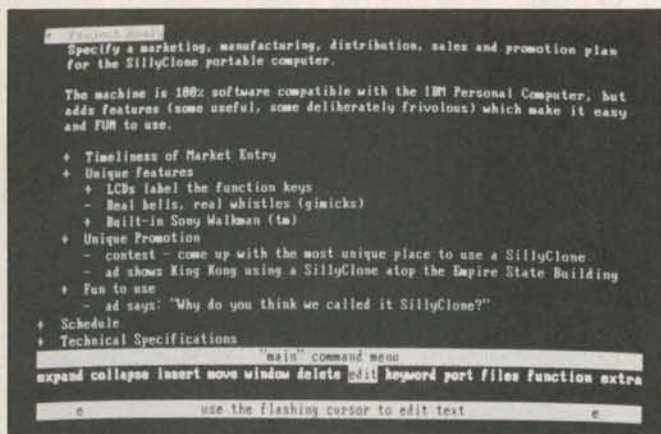 + Project Goals
Specify a marketing, manufacturing, distribution, sales and promotion plan
for the SillyClone portable computer.
The machine is 100% software compatible with the IBM Personal Computer, but
adds features (some useful, some deliberately frivolous) which make it easy
and FUN to use.
+ Timeliness of Market Entry
+ Unique features
+ LCDs label the function keys
- Real bells, real whistles (gimicks)
+ Built-in Sony Walkman (tm)
+ Unique Promotion
- contest - come up with the most unique place to use a SillyClone
- ad shows King Kong using a SillyClone atop the Empire State Building
+ Fun to use
- ad says: "Why do you think we called it SillyClone?"
+ Schedule
+ Technical Specifications
"main" command menu
expand collapse insert move window delete edit keyword port files function extra
e use the flashing cursor to edit text e